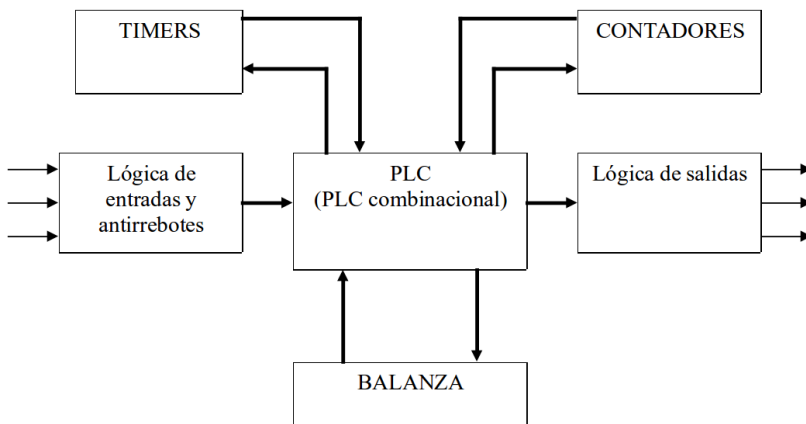 TIMERS
CONTADORES
Lógica de
entradas y
antirrebotes
PLC
(PLC combinacional)
Lógica de salidas
BALANZA